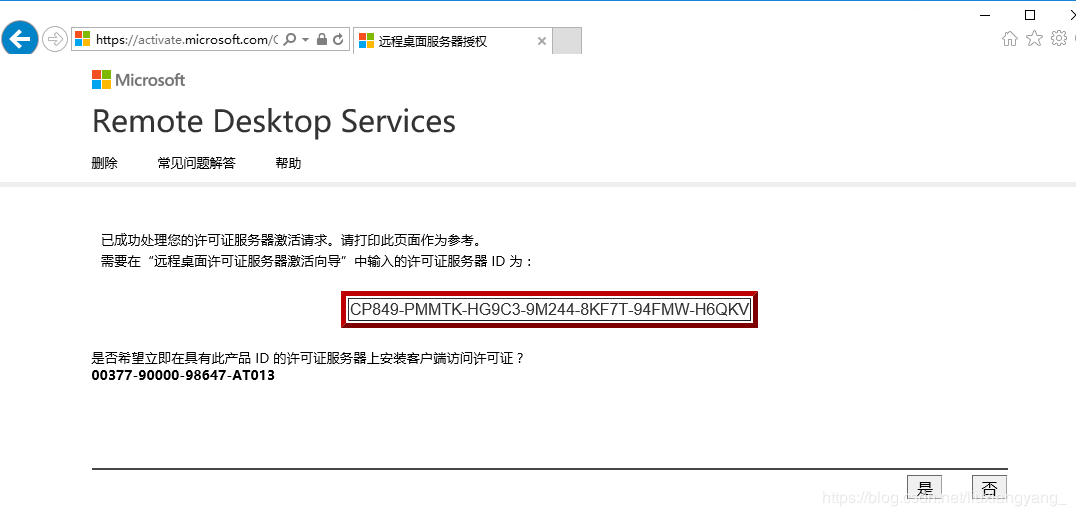 https://activate.microsoft.com/
远程桌面服务器授权
Microsoft
Remote Desktop Services
删除 常见问题解答 帮助
已成功处理您的许可证服务器激活请求。请打印此页面作为参考。
需要在“远程桌面许可证服务器激活向导”中输入的许可证服务器 ID 为：
CP849-PMMTK-HG9C3-9M244-8KF7T-94FMW-H6QKV
是否希望立即在具有此产品 ID 的许可证服务器上安装客户端访问许可证？
00377-90000-98647-AT013
是 否